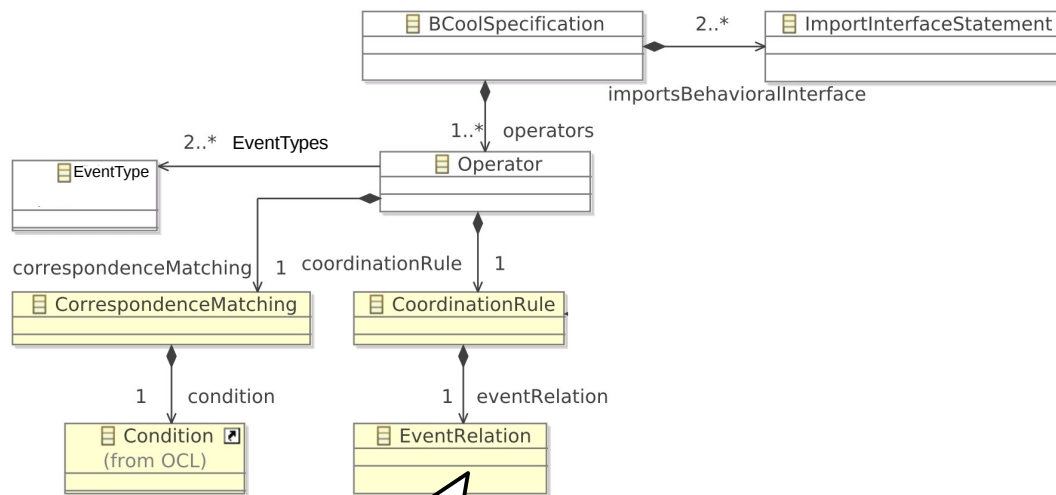 BCoolSpecification
2..*
ImportInterfaceStatement
importsBehavioralInterface
1..* operators
2..* EventTypes
EventType
Operator
correspondenceMatching 1
coordinationRule 1
CorrespondenceMatching
CoordinationRule
1 condition
1 eventRelation
Condition
(from OCL)
EventRelation